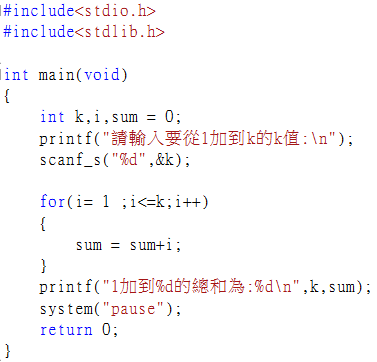 #include<stdio.h>
#include<stdlib.h>
int main(void)
{
int k,i,sum = 0;
printf("請輸入要從1加到k的k值:\n");
scanf_s("%d",&k);
for(i= 1 ;i<=k;i++)
{
sum = sum+i;
}
printf("1加到%d的總和為:%d\n",k,sum);
system("pause");
return 0;
}